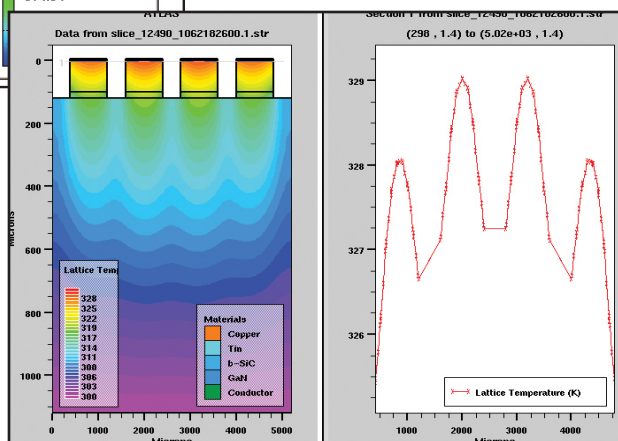 ATLAS
Data from slice_12490_1062182600.1.str
Section 1 from slice_12490_1062182600.1.str
(298 , 1.4) to (5.02e+03 , 1.4)
0
200
400
600
800
1000
Microns
Lattice Temp
328
325
322
319
317
314
311
308
306
303
300
Materials
Copper
Tin
b-SiC
GaN
Conductor
0
1000
2000
3000
4000
5000
Microns
329
328
327
326
Lattice Temperature (K)
1000
2000
3000
4000
Microns